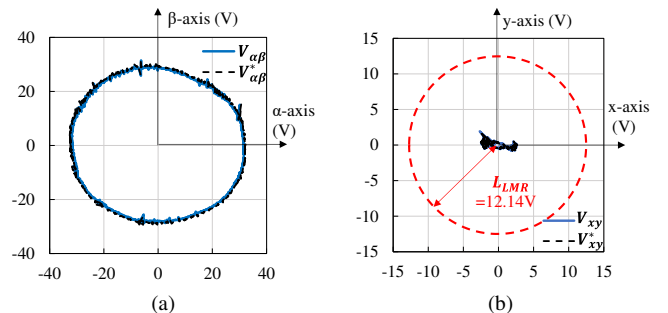 β-axis (V)
40
20
0
-20
-40
-40 -20 0 20 40
V_αβ
V*_αβ
α-axis
(V)
(a)
y-axis (V)
15
10
5
0
-5
-10
-15
-15 -10 -5 0 5 10 15
x-axis
(V)
L_LMR
=12.14V
V_xy
V*_xy
(b)